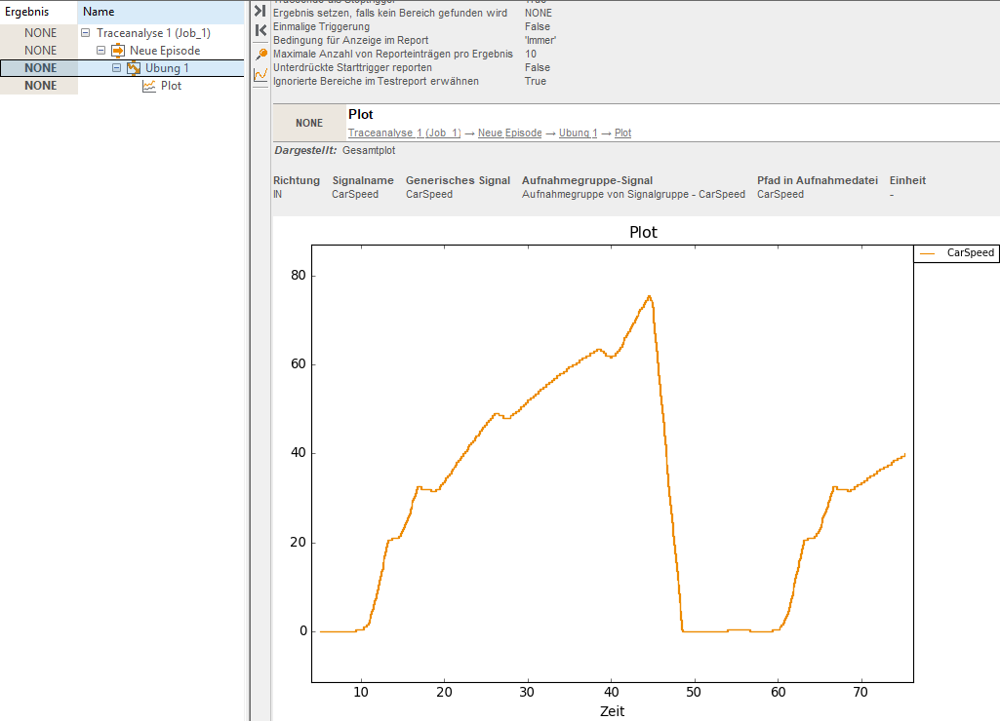 Ergebnis Name
NONE Traceanalyse 1 (Job_1)
NONE Neue Episode
NONE Übung 1
NONE Plot
True
Ergebnis setzen, falls kein Bereich gefunden wird NONE
Einmalige Triggerung False
Bedingung für Anzeige im Report 'Immer'
Maximale Anzahl von Reporteinträgen pro Ergebnis 10
Unterdrückte Starttrigger reporten False
Ignorierte Bereiche im Testreport erwähnen True
NONE
Plot
Traceanalyse 1 (Job_1) → Neue Episode → Übung 1 → Plot
Dargestellt: Gesamtplot
Richtung Signalname Generisches Signal Aufnahmegruppe-Signal Pfad in Aufnahmedatei Einheit
IN CarSpeed CarSpeed Aufnahmegruppe von Signalgruppe - CarSpeed CarSpeed -
Plot
CarSpeed
80
60
40
20
0
10 20 30 40 50 60 70
Zeit